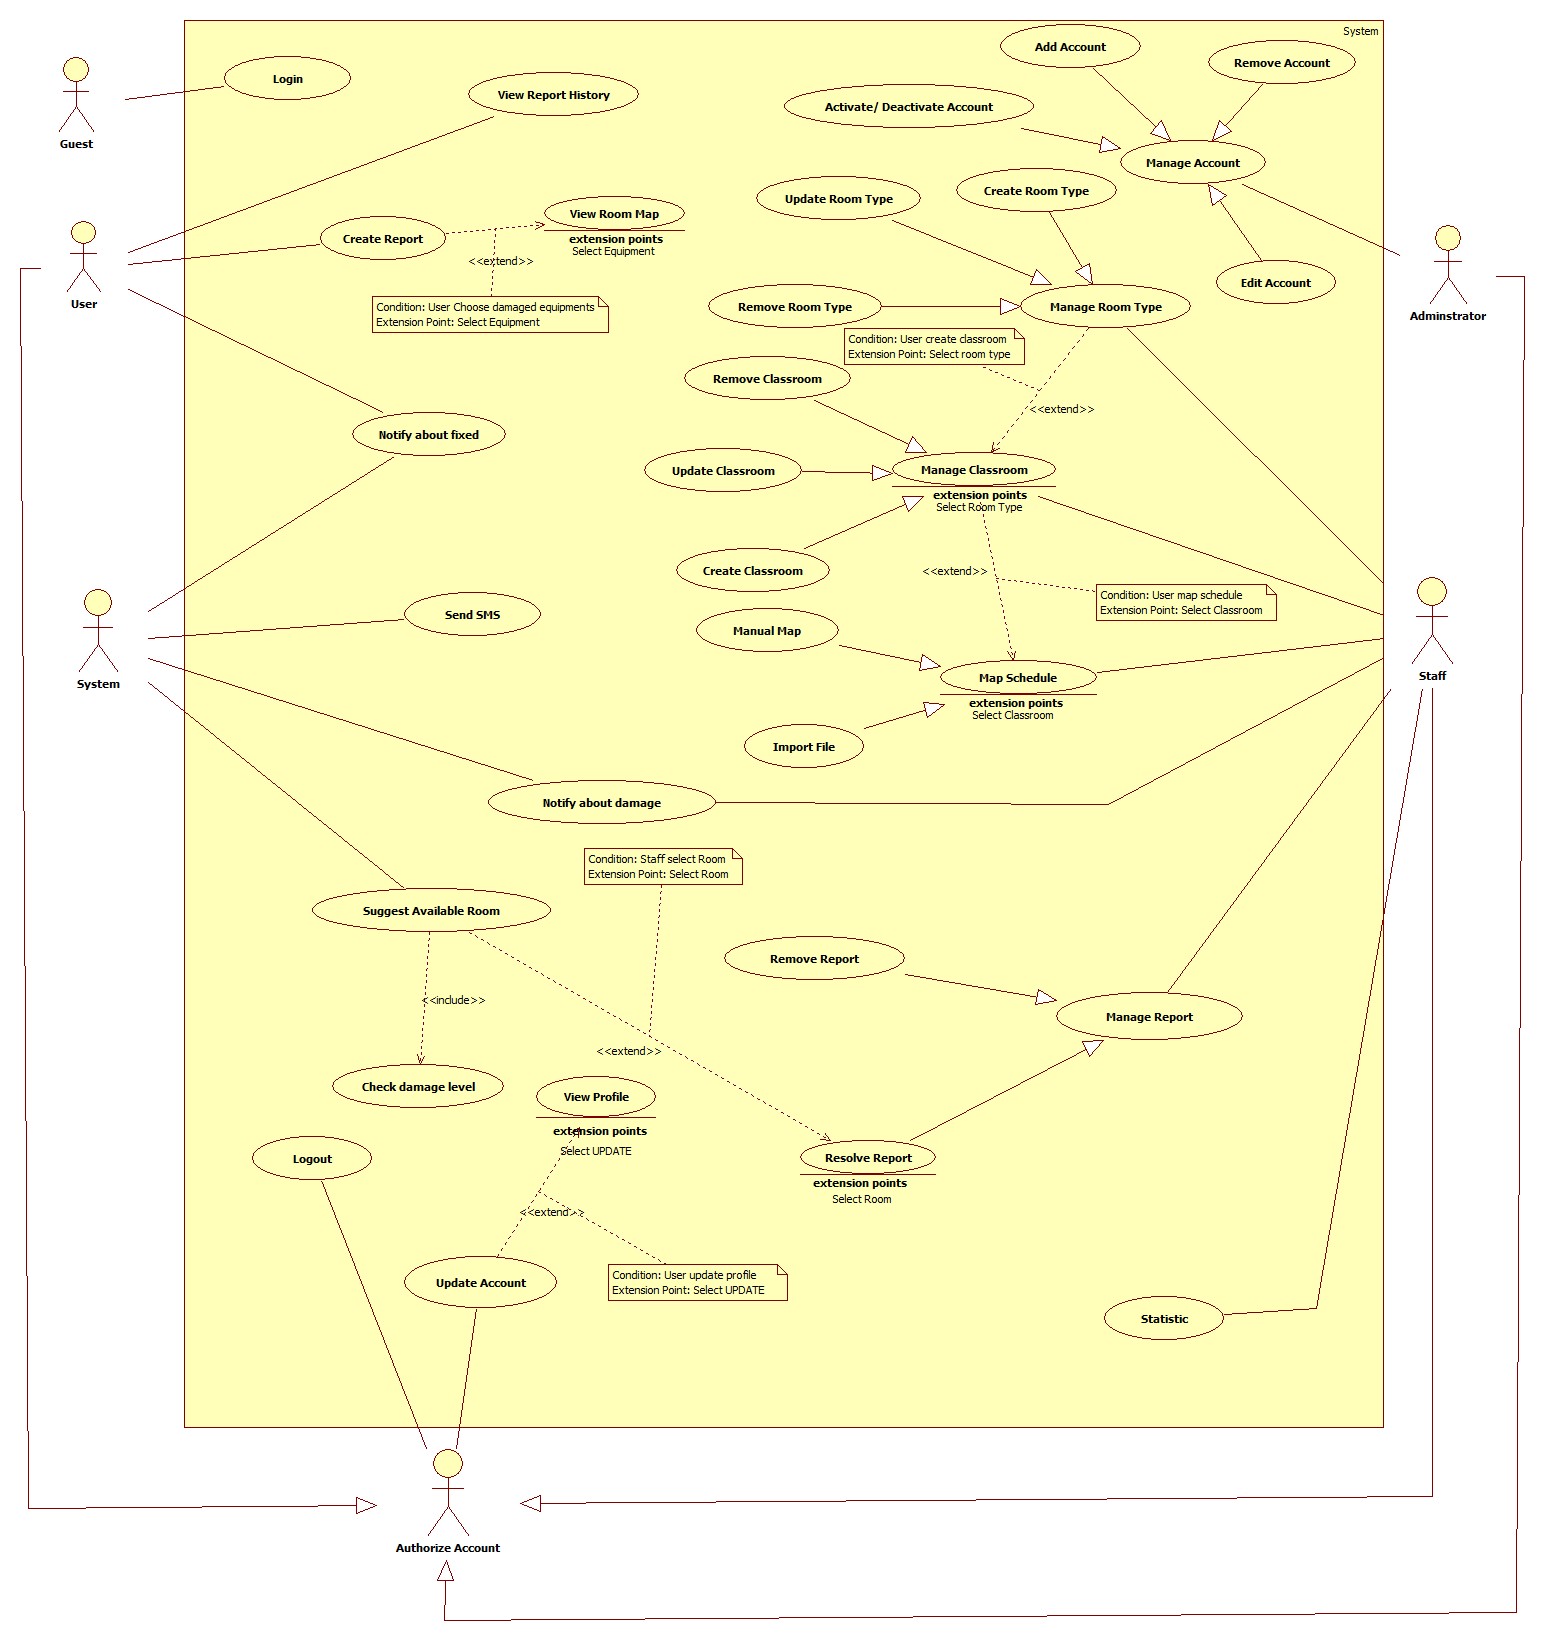 System
Add Account
Remove Account
Login
View Report History
Activate/ Deactivate Account
Guest
Manage Account
Create Room Type
Update Room Type
View Room Map
extension points
Select Equipment
Create Report
<<extend>>
User
Edit Account
Adminstrator
Condition: User Choose damaged equipments
Extension Point: Select Equipment
Remove Room Type
Manage Room Type
Condition: User create classroom
Extension Point: Select room type
Remove Classroom
<<extend>>
Notify about fixed
Update Classroom
Manage Classroom
extension points
Select Room Type
Create Classroom
<<extend>>
Condition: User map schedule
Extension Point: Select Classroom
Send SMS
Manual Map
System
Staff
Map Schedule
extension points
Select Classroom
Import File
Notify about damage
Condition: Staff select Room
Extension Point: Select Room
Suggest Available Room
Remove Report
<<include>>
Manage Report
<<extend>>
Check damage level
View Profile
extension points
Select UPDATE
Logout
Resolve Report
extension points
Select Room
<<extend>>
Update Account
Condition: User update profile
Extension Point: Select UPDATE
Statistic
Authorize Account